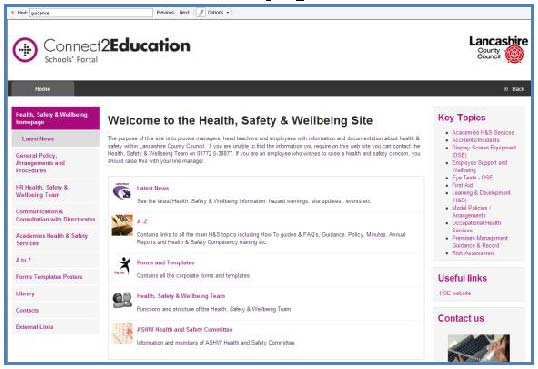 Find: guidance
Previous Next Options
Connect2Education
Schools' Portal
Lancashire
County
Council
Home
Back
Health, Safety & Wellbeing
homepage
Latest News
General Policy,
Arrangements and
Procedures
HR Health, Safety &
Wellbeing Team
Communication &
Consultation with Directorates
Academies Health & Safety
Services
A to Z
Forms Templates Posters
Library
Contacts
External Links
Welcome to the Health, Safety & Wellbeing Site
The purpose of this site is to provide managers, head teachers and employees with information and documentation about health &
safety within Lancashire County Council. If you are unable to find the information you require on this web site you can contact the
Health, Safety & Wellbeing Team on 01772 If you are an employee who wishes to raise a health and safety concern, you
should raise this with your line manager.
Latest News
See the latest Health, Safety & Wellbeing information, hazard warnings, site updates,
A-Z
Contains links to all the main H&S topics including How To guides & FAQ's, Guidance, Policy, Minutes, Annual
Reports and Health & Safety Competency training etc.
Forms and Templates
Contains all the corporate forms and templates
Health, Safety & Wellbeing Team
Functions and structure of the Health, Safety & Wellbeing Team
ASHW Health and Safety Committee
Information and members of ASHW Health and Safety Committee
Key Topics
Academies H&S Services
Accidents/Incidents
Display Screen Equipment
(DSE)
Employee Support and
Wellbeing
Eye Tests - DSE
First Aid
Learning & Development
(H&S)
Model Policies /
Arrangements
Occupational Health
Services
Premises Management
Guidance & Record
Risk Assessment
Useful links
HSE website
Contact us